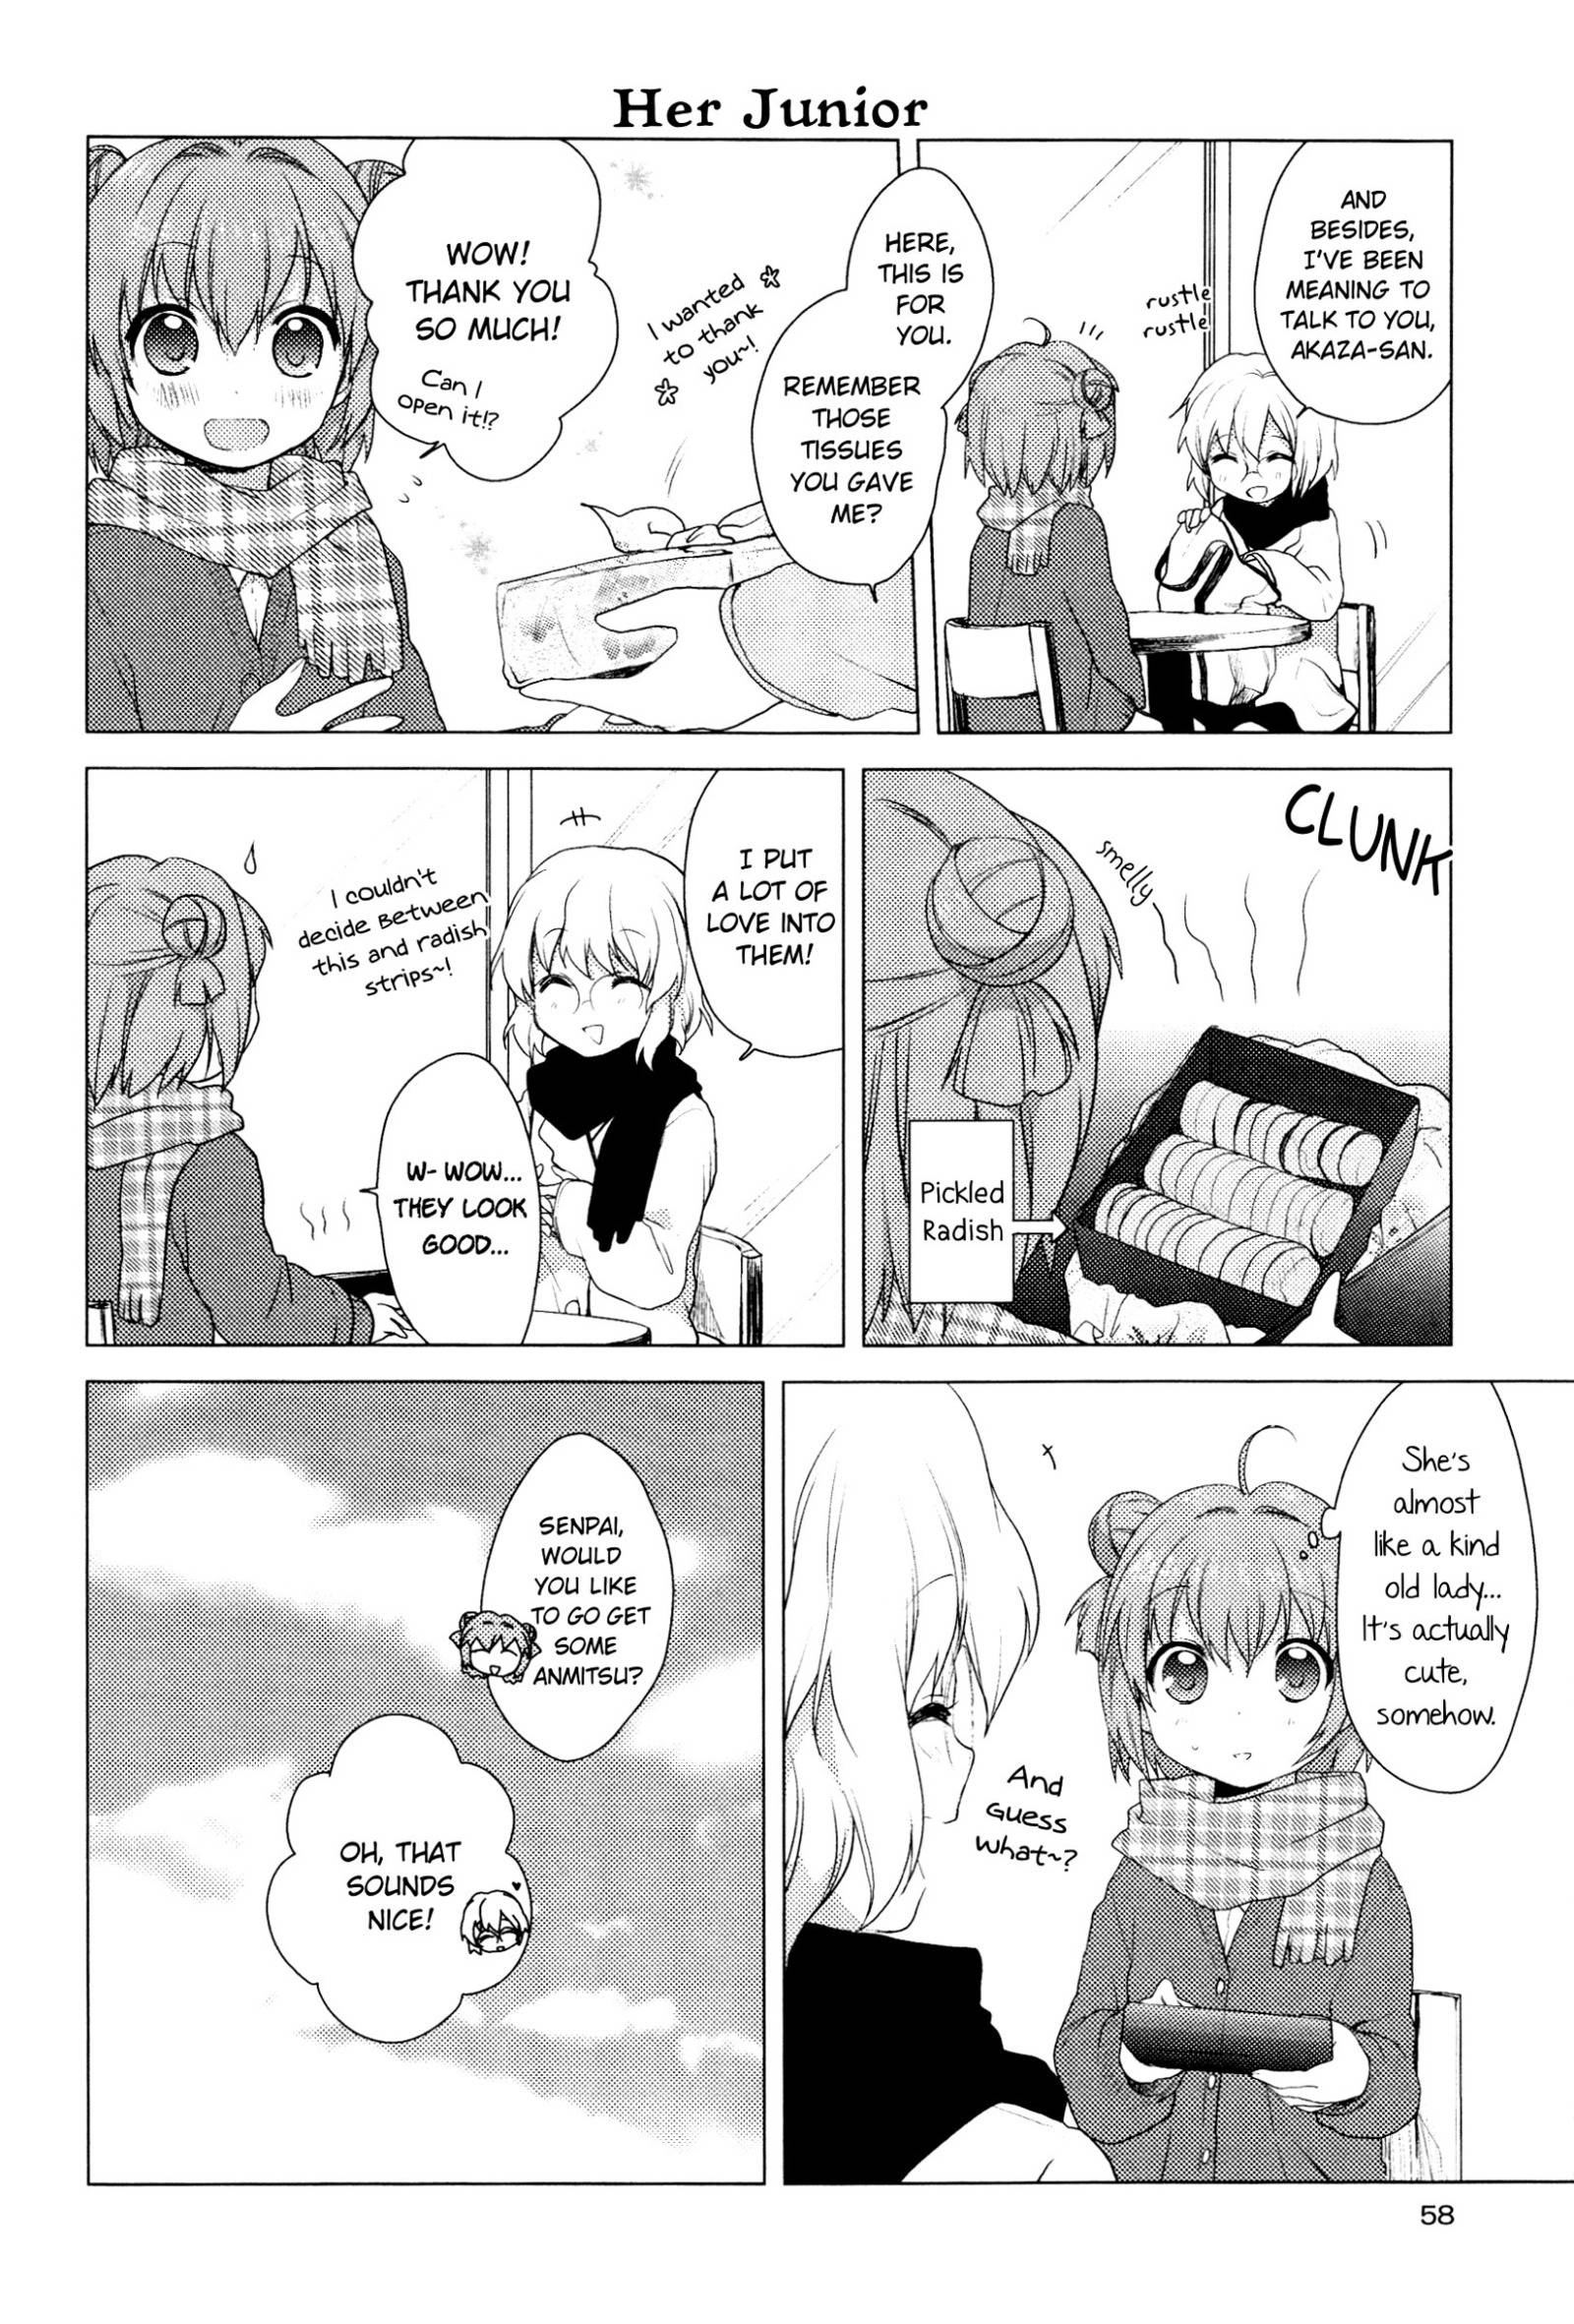 Her Junior
AND
BESIDES,
I'VE BEEN
MEANING TO
TALK TO YOU,
AKAZA-SAN.
rustle
rustle
HERE,
THIS IS
FOR
YOU.
REMEMBER
THOSE
TISSUES
YOU GAVE
ME?
I wanted
to thank
you~!
WOW!
THANK YOU
SO MUCH!
Can I
open it!?
CLUNK
smelly
Pickled
Radish
I PUT
A LOT OF
LOVE INTO
THEM!
I couldn't
decide between
this and radish
strips~!
W- WOW...
THEY LOOK
GOOD...
She's
almost
like a kind
old lady...
It's actually
cute,
somehow.
And
guess
what~?
SENPAI,
WOULD
YOU LIKE
TO GO GET
SOME
ANMITSU?
OH, THAT
SOUNDS
NICE!
58